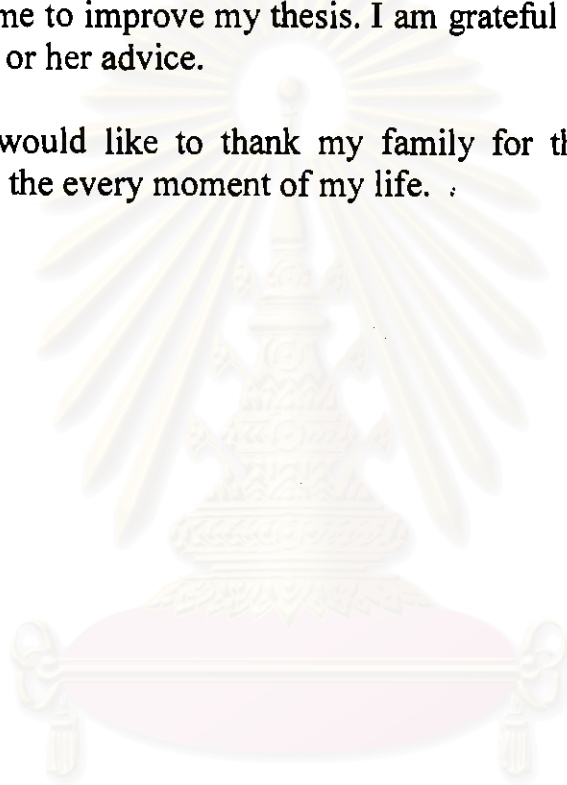 me to improve my thesis. I am grateful
or her advice.
would like to thank my family for
the every moment of my life.